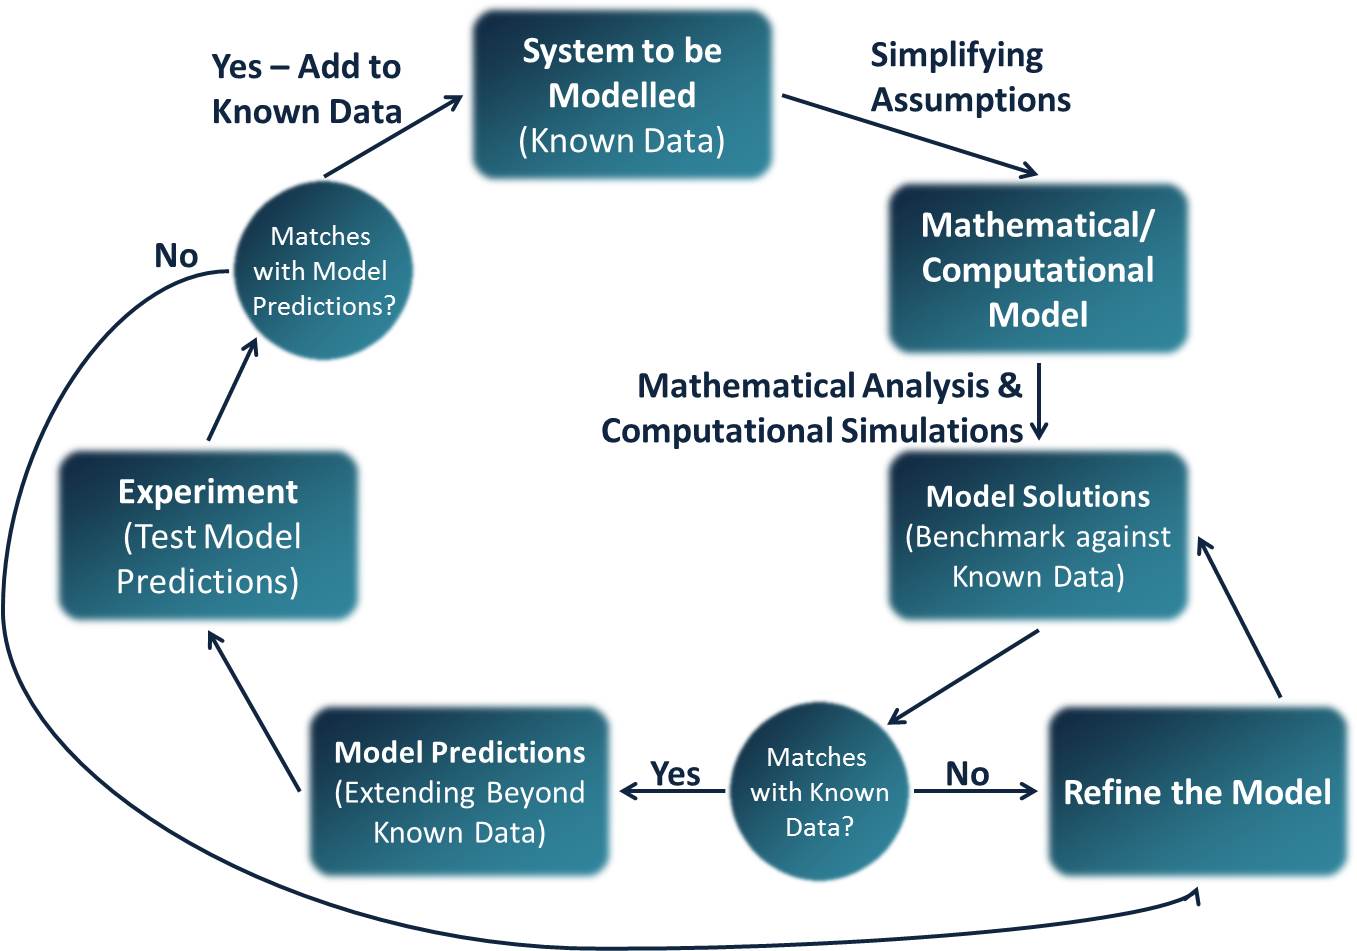 Yes – Add to
Known Data
System to be
Modelled
(Known Data)
Simplifying
Assumptions
Mathematical/
Computational
Model
Mathematical Analysis &
Computational Simulations
Model Solutions
(Benchmark against
Known Data)
Matches
with Known
Data?
No
Refine the Model
Yes
Model Predictions
(Extending Beyond
Known Data)
Experiment
(Test Model
Predictions)
Matches
with Model
Predictions?
No